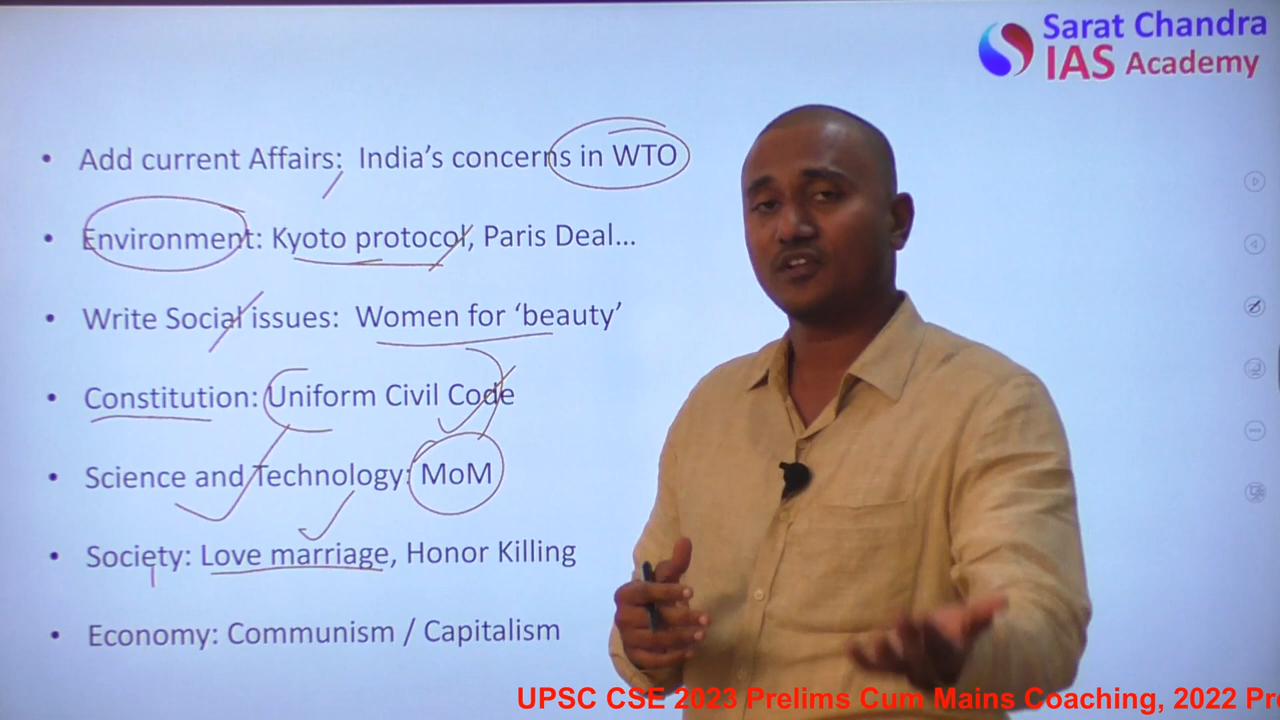 Sarat Chandra
IAS Academy
• Add current Affairs: India's concerns in WTO
• Environment: Kyoto protocol, Paris Deal...
• Write Social issues: Women for 'beauty'
• Constitution: Uniform Civil Code
• Science and Technology: MoM
• Society: Love marriage, Honor Killing
• Economy: Communism / Capitalism
UPSC CSE 2023 Prelims Cum Mains Coaching, 2022